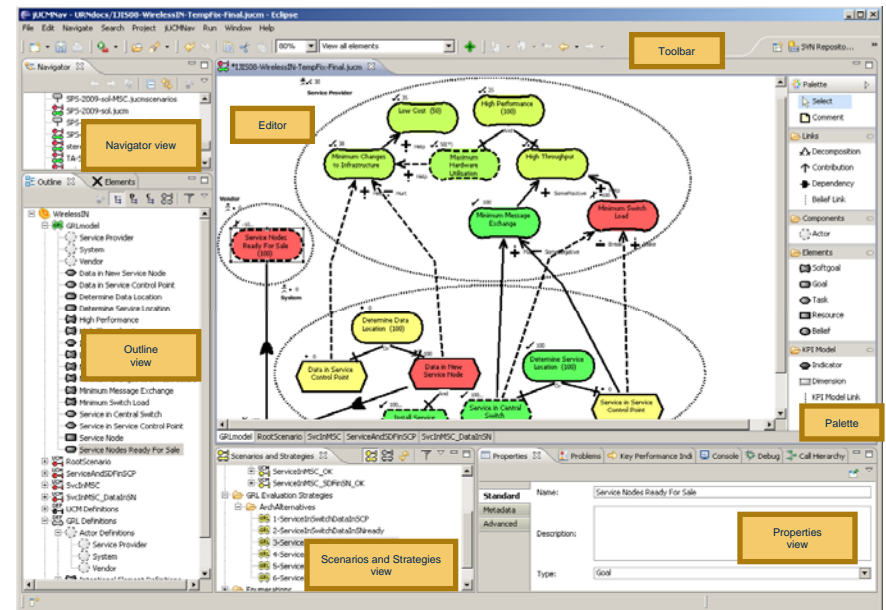 jUCMNav - URNdocs/IJIS08-WirelessIN-TempFix-Final.jucm - Eclipse
File Edit Navigate Search Project jUCMNav Run Window Help
80%
View all elements
Toolbar
SVN Reposito...
Navigator
SPS-2009-sol-MSC.jucmscenarios
SPS-2009-sol.jucm
Navigator view
Outline
Elements
WirelessIN
GRLmodel
Service Provider
System
Vendor
Data in New Service Node
Data in Service Control Point
Determine Data Location
Determine Service Location
High Performance
Outline
view
Minimum Message Exchange
Minimum Switch Load
Service in Central Switch
Service in Service Control Point
Service Node
Service Nodes Ready For Sale
RootScenario
ServiceAndSDFinSCP
SvcInMSC
SvcInMSC_DataInSN
UCM Definitions
GRL Definitions
Actor Definitions
Service Provider
System
Vendor
*IJIS08-WirelessIN-TempFix-Final.jucm
Editor
Service Provider
Low Cost (50)
High Performance
(100)
Minimum Changes
to Infrastructure
Maximum
Hardware
Utilisation
High Throughput
Minimum Message
Exchange
Minimum Switch
Load
Vendor
Service Nodes
Ready For Sale
(100)
System
Determine Data
Location (100)
Data in Service
Control Point
Data in New
Service Node
Determine Service
Location (100)
Service in Central
Switch
Service in Service
Control Point
GRLmodel RootScenario SvcInMSC ServiceAndSDFinSCP SvcInMSC_DataInSN
Palette
Select
Comment
Links
Decomposition
Contribution
Dependency
Belief Link
Components
Actor
Elements
Softgoal
Goal
Task
Resource
Belief
KPI Model
Indicator
Dimension
KPI Model Link
Palette
Scenarios and Strategies
ServiceInMSC_OK
ServiceInMSC_SDFinSN_OK
GRL Evaluation Strategies
ArchAlternatives
1-ServiceInSwitchDataInSCP
2-ServiceInSwitchDataInSNready
3-Service
4-Service
5-Service
6-Service
Enumerations
Scenarios and Strategies
view
Properties
Problems
Key Performance Indi
Console
Debug
Call Hierarchy
Standard
Metadata
Advanced
Name:
Service Nodes Ready For Sale
Description:
Type:
Goal
Properties
view